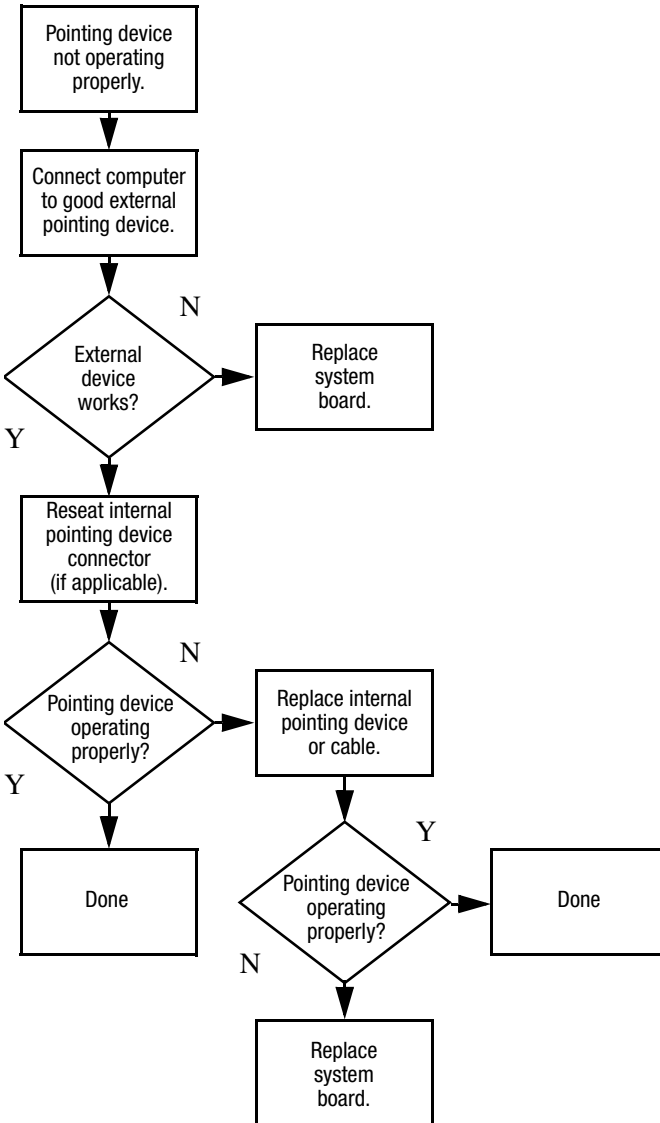 Pointing device
not operating
properly.
Connect computer
to good external
pointing device.
N
External
device
works?
Replace
system
board.
Y
Reseat internal
pointing device
connector
(if applicable).
N
Pointing device
operating
properly?
Replace internal
pointing device
or cable.
Y
Y
Done
Pointing device
operating
properly?
Done
N
Replace
system
board.